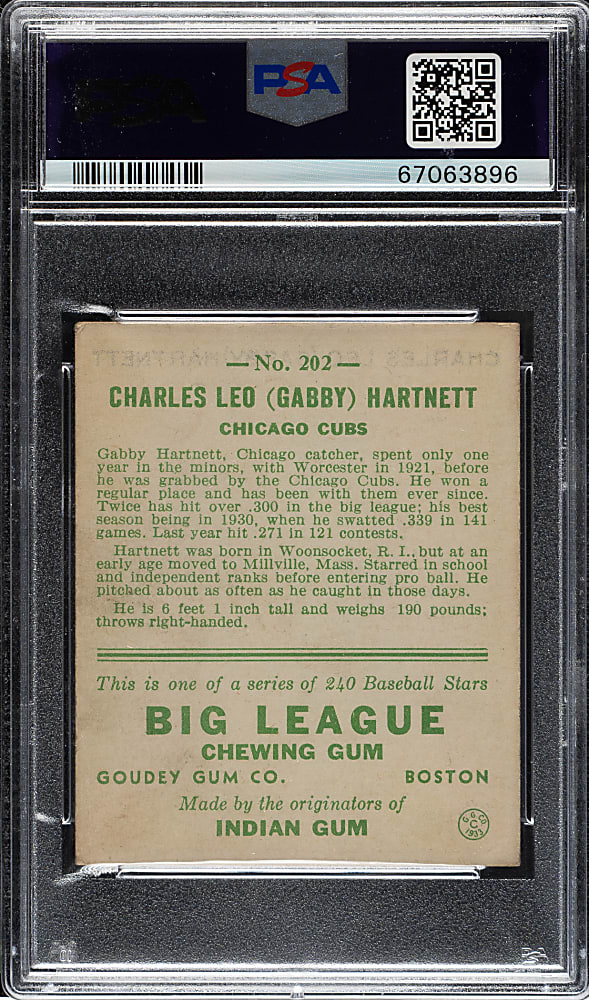 PSA
67063896
— No. 202 —
CHARLES LEO (GABBY) HARTNETT
CHICAGO CUBS
Gabby Hartnett, Chicago catcher, spent only one
year in the minors, with Worcester in 1921, before
he was grabbed by the Chicago Cubs. He won a
regular place and has been with them ever since.
Twice has hit over .300 in the big league; his best
season being in 1930, when he swatted .339 in 141
games. Last year hit .271 in 121 contests.
Hartnett was born in Woonsocket, R. I., but at an
early age moved to Millville, Mass. Starred in school
and independent ranks before entering pro ball. He
pitched about as often as he caught in those days.
He is 6 feet 1 inch tall and weighs 190 pounds;
throws right-handed.
This is one of a series of 240 Baseball Stars
BIG LEAGUE
CHEWING GUM
GOUDEY GUM CO. BOSTON
Made by the originators of
INDIAN GUM
G. G. CO.
C
1933